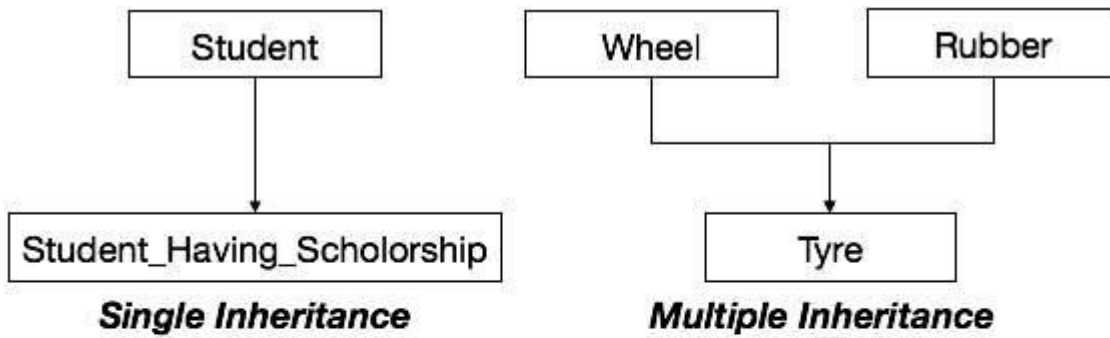 Student
Wheel
Rubber
Student_Having_Scholorship
Tyre
Single Inheritance
Multiple Inheritance